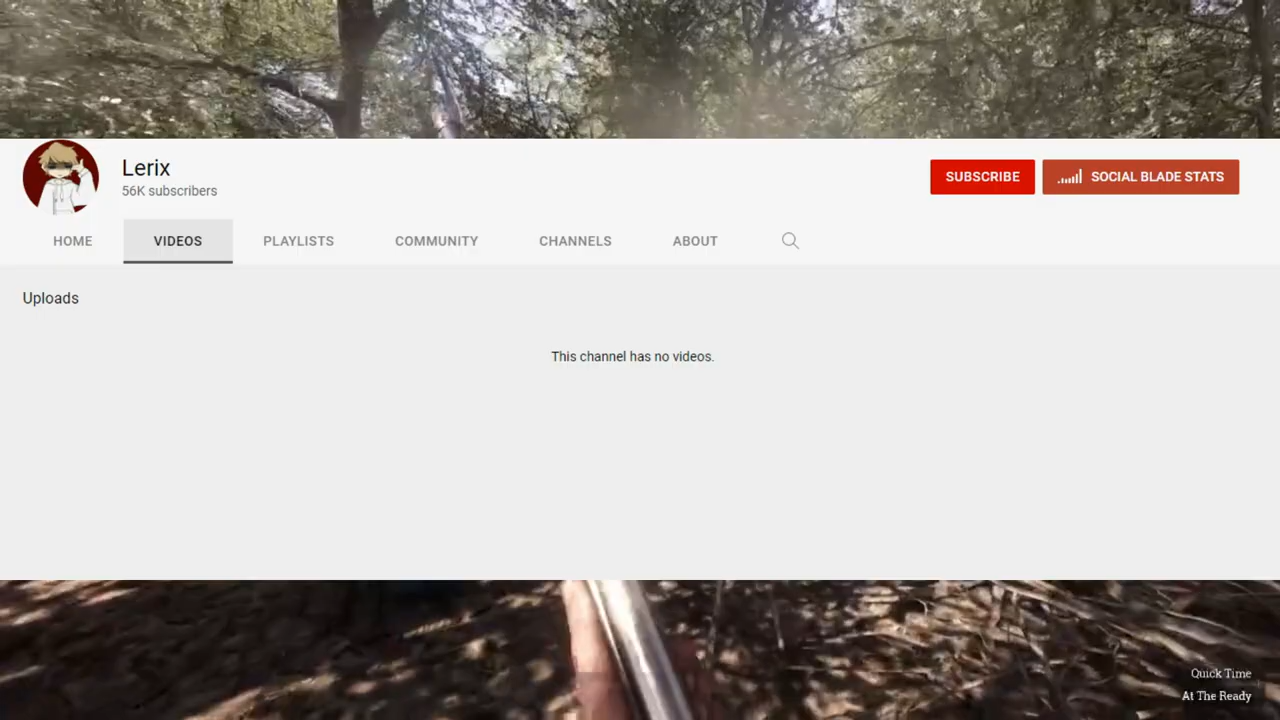 Lerix
56K subscribers
SUBSCRIBE
SOCIAL BLADE STATS
HOME
VIDEOS
PLAYLISTS
COMMUNITY
CHANNELS
ABOUT
Uploads
This channel has no videos.
Quick Time
At The Ready